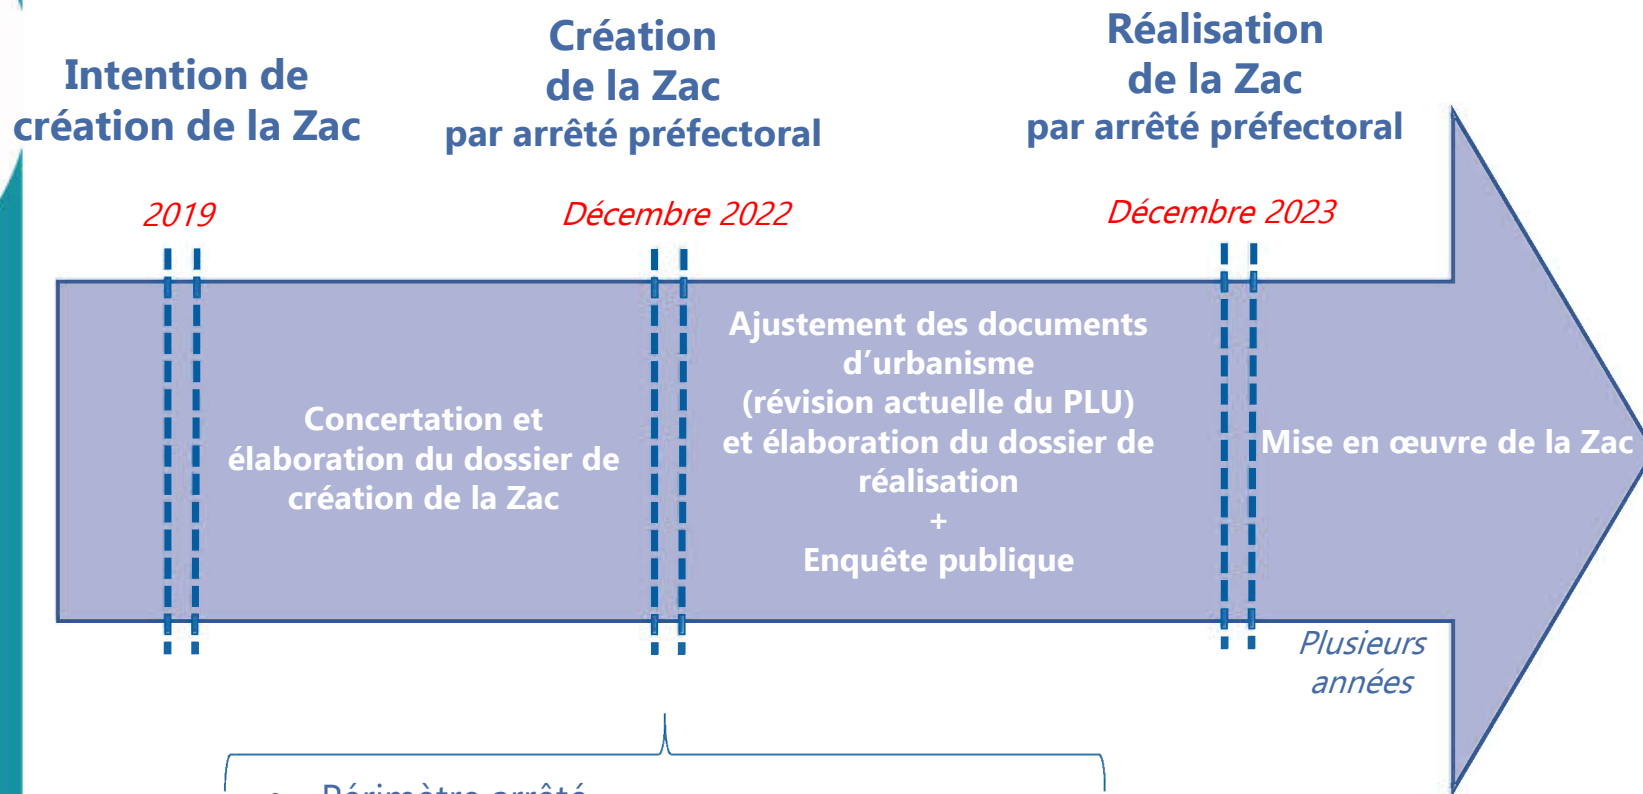 Intention de
création de la Zac
Création
de la Zac
par arrêté préfectoral
Réalisation
de la Zac
par arrêté préfectoral
2019
Décembre 2022
Décembre 2023
Concertation et
élaboration du dossier de
création de la Zac
Ajustement des documents
d’urbanisme
(révision actuelle du PLU)
et élaboration du dossier de
réalisation
+
Enquête publique
Mise en œuvre de la Zac
Plusieurs
années
• Périmètre arrêté